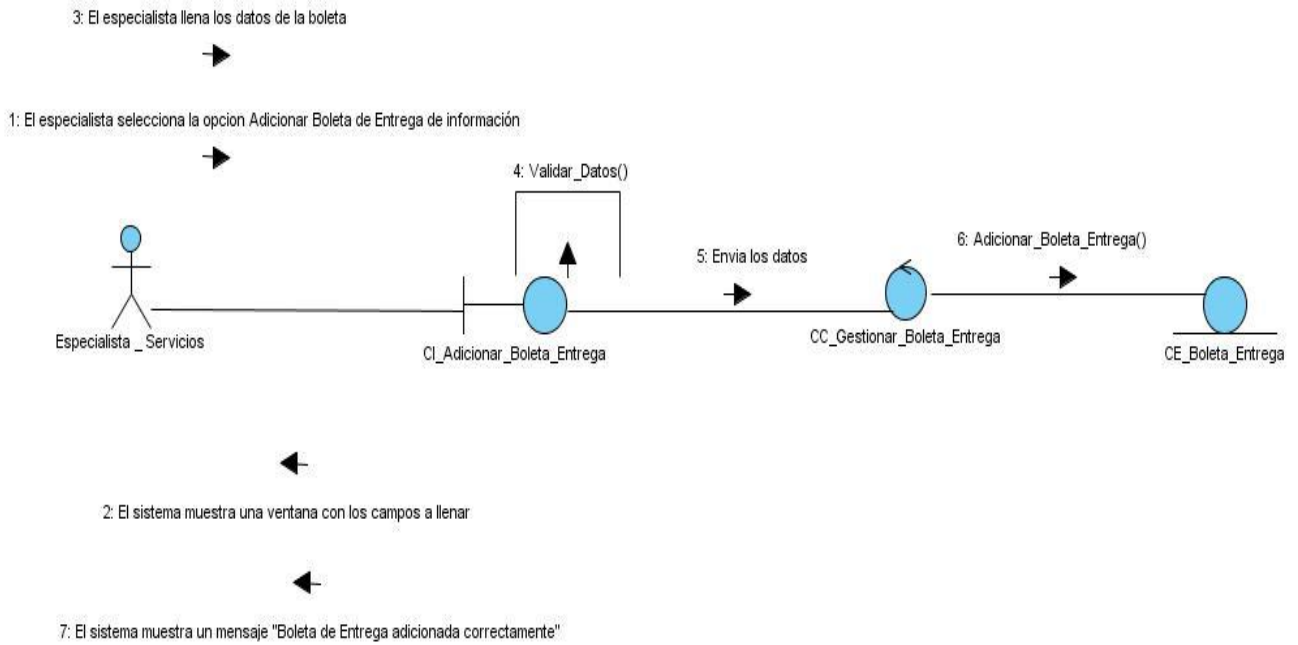 3: El especialista llena los datos de la boleta
1: El especialista selecciona la opcion Adicionar Boleta de Entrega de información
4: Validar_Datos()
5: Envia los datos
6: Adicionar_Boleta_Entrega()
Especialista _ Servicios
CI_Adicionar_Boleta_Entrega
CC_Gestionar_Boleta_Entrega
CE_Boleta_Entrega
2: El sistema muestra una ventana con los campos a llenar
7: El sistema muestra un mensaje "Boleta de Entrega adicionada correctamente"